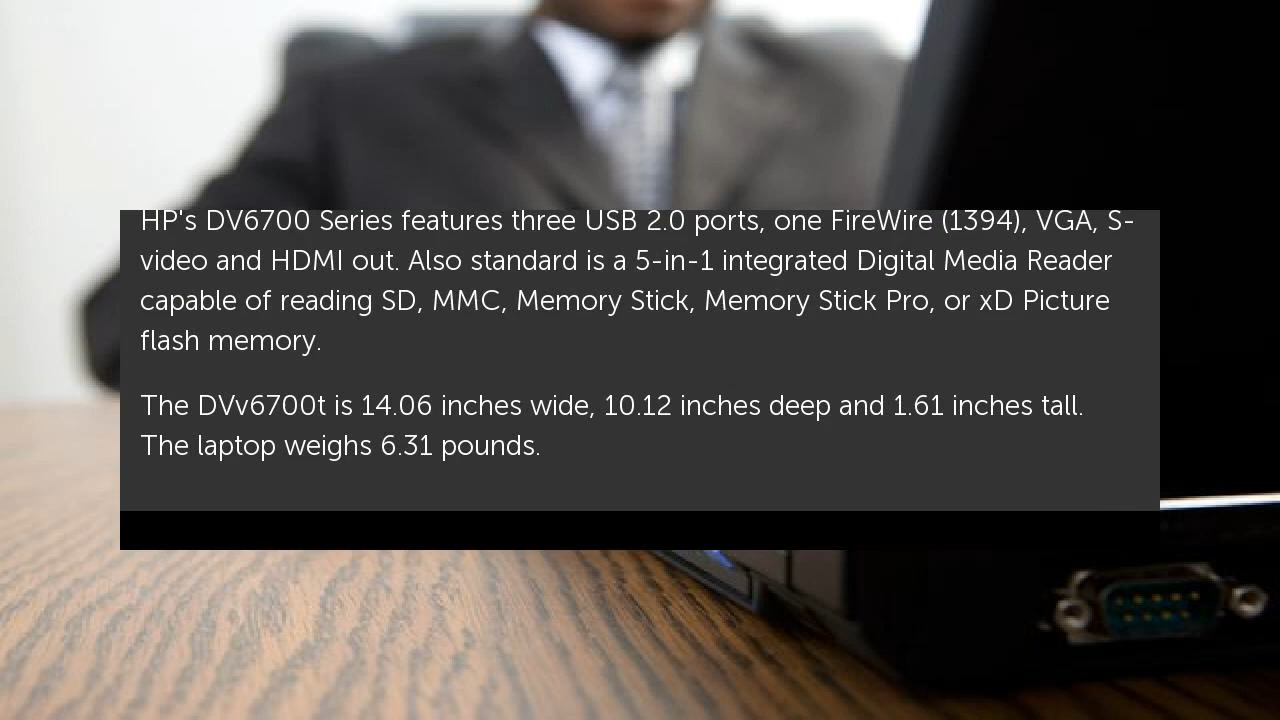 HP's DV6700 Series features three USB 2.0 ports, one FireWire (1394), VGA, S-
video and HDMI out. Also standard is a 5-in-1 integrated Digital Media Reader
capable of reading SD, MMC, Memory Stick, Memory Stick Pro, or xD Picture
flash memory.
The DVv6700t is 14.06 inches wide, 10.12 inches deep and 1.61 inches tall.
The laptop weighs 6.31 pounds.